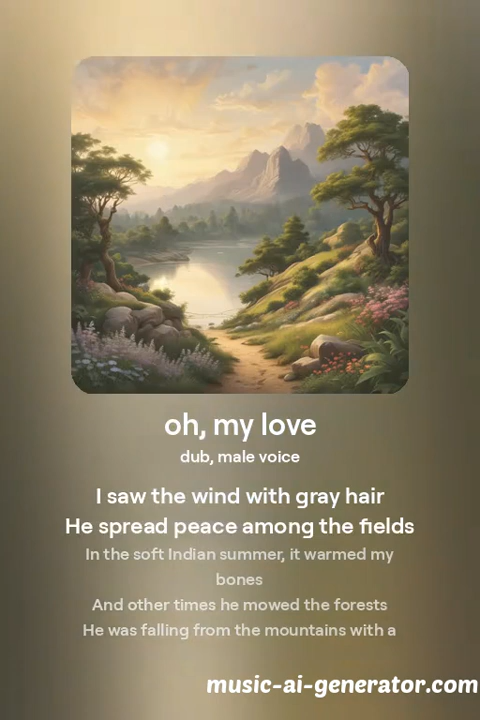 oh, my love
dub, male voice
I saw the wind with gray hair
He spread peace among the fields
In the soft Indian summer, it warmed my
bones
And other times he mowed the forests
He was falling from the mountains with a
music-ai-generator.com